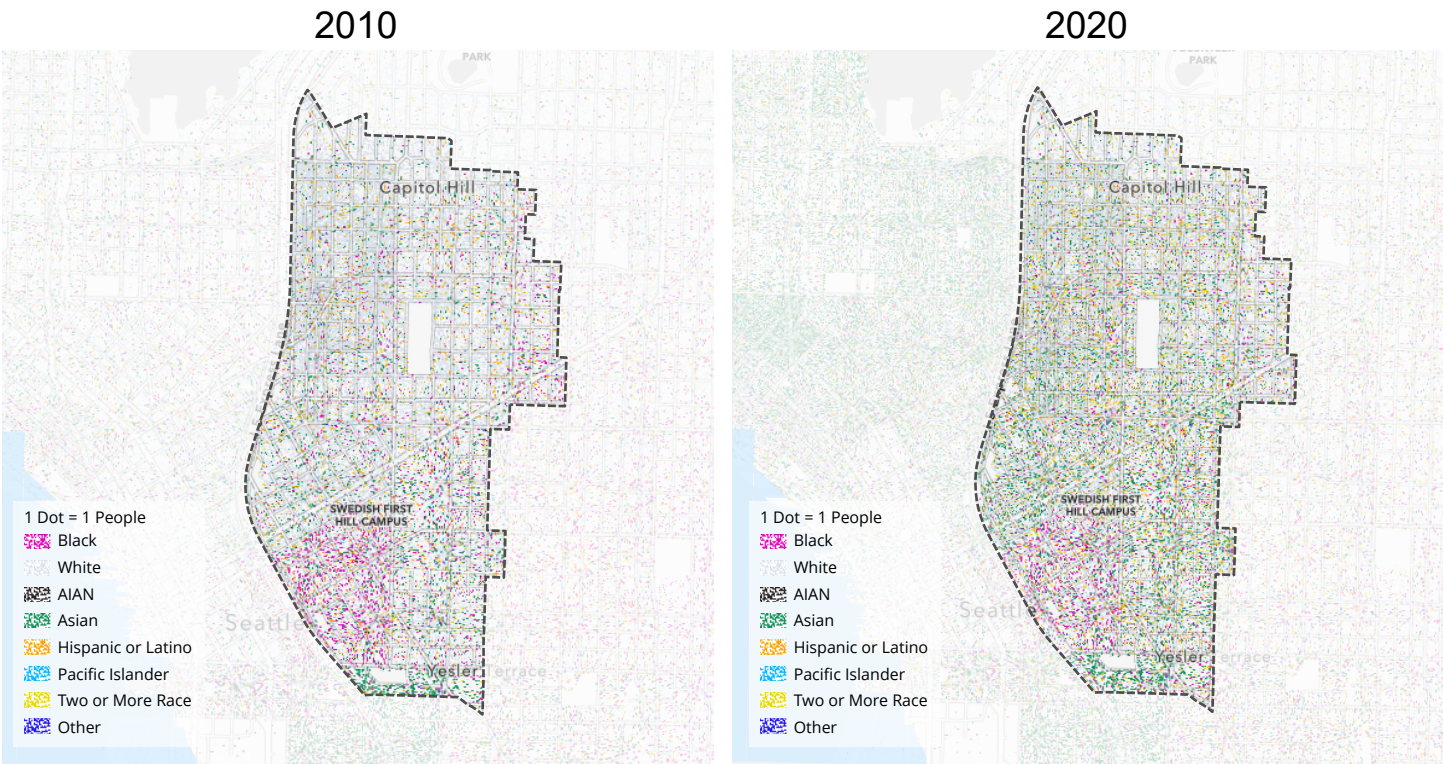 2010
2020
PARK
Capitol Hill
SWEDISH FIRST
HILL CAMPUS
Seattle
Yesler Terrace
1 Dot = 1 People
Black
White
AIAN
Asian
Hispanic or Latino
Pacific Islander
Two or More Race
Other
PARK
Capitol Hill
SWEDISH FIRST
HILL CAMPUS
Seattle
Yesler Terrace
1 Dot = 1 People
Black
White
AIAN
Asian
Hispanic or Latino
Pacific Islander
Two or More Race
Other